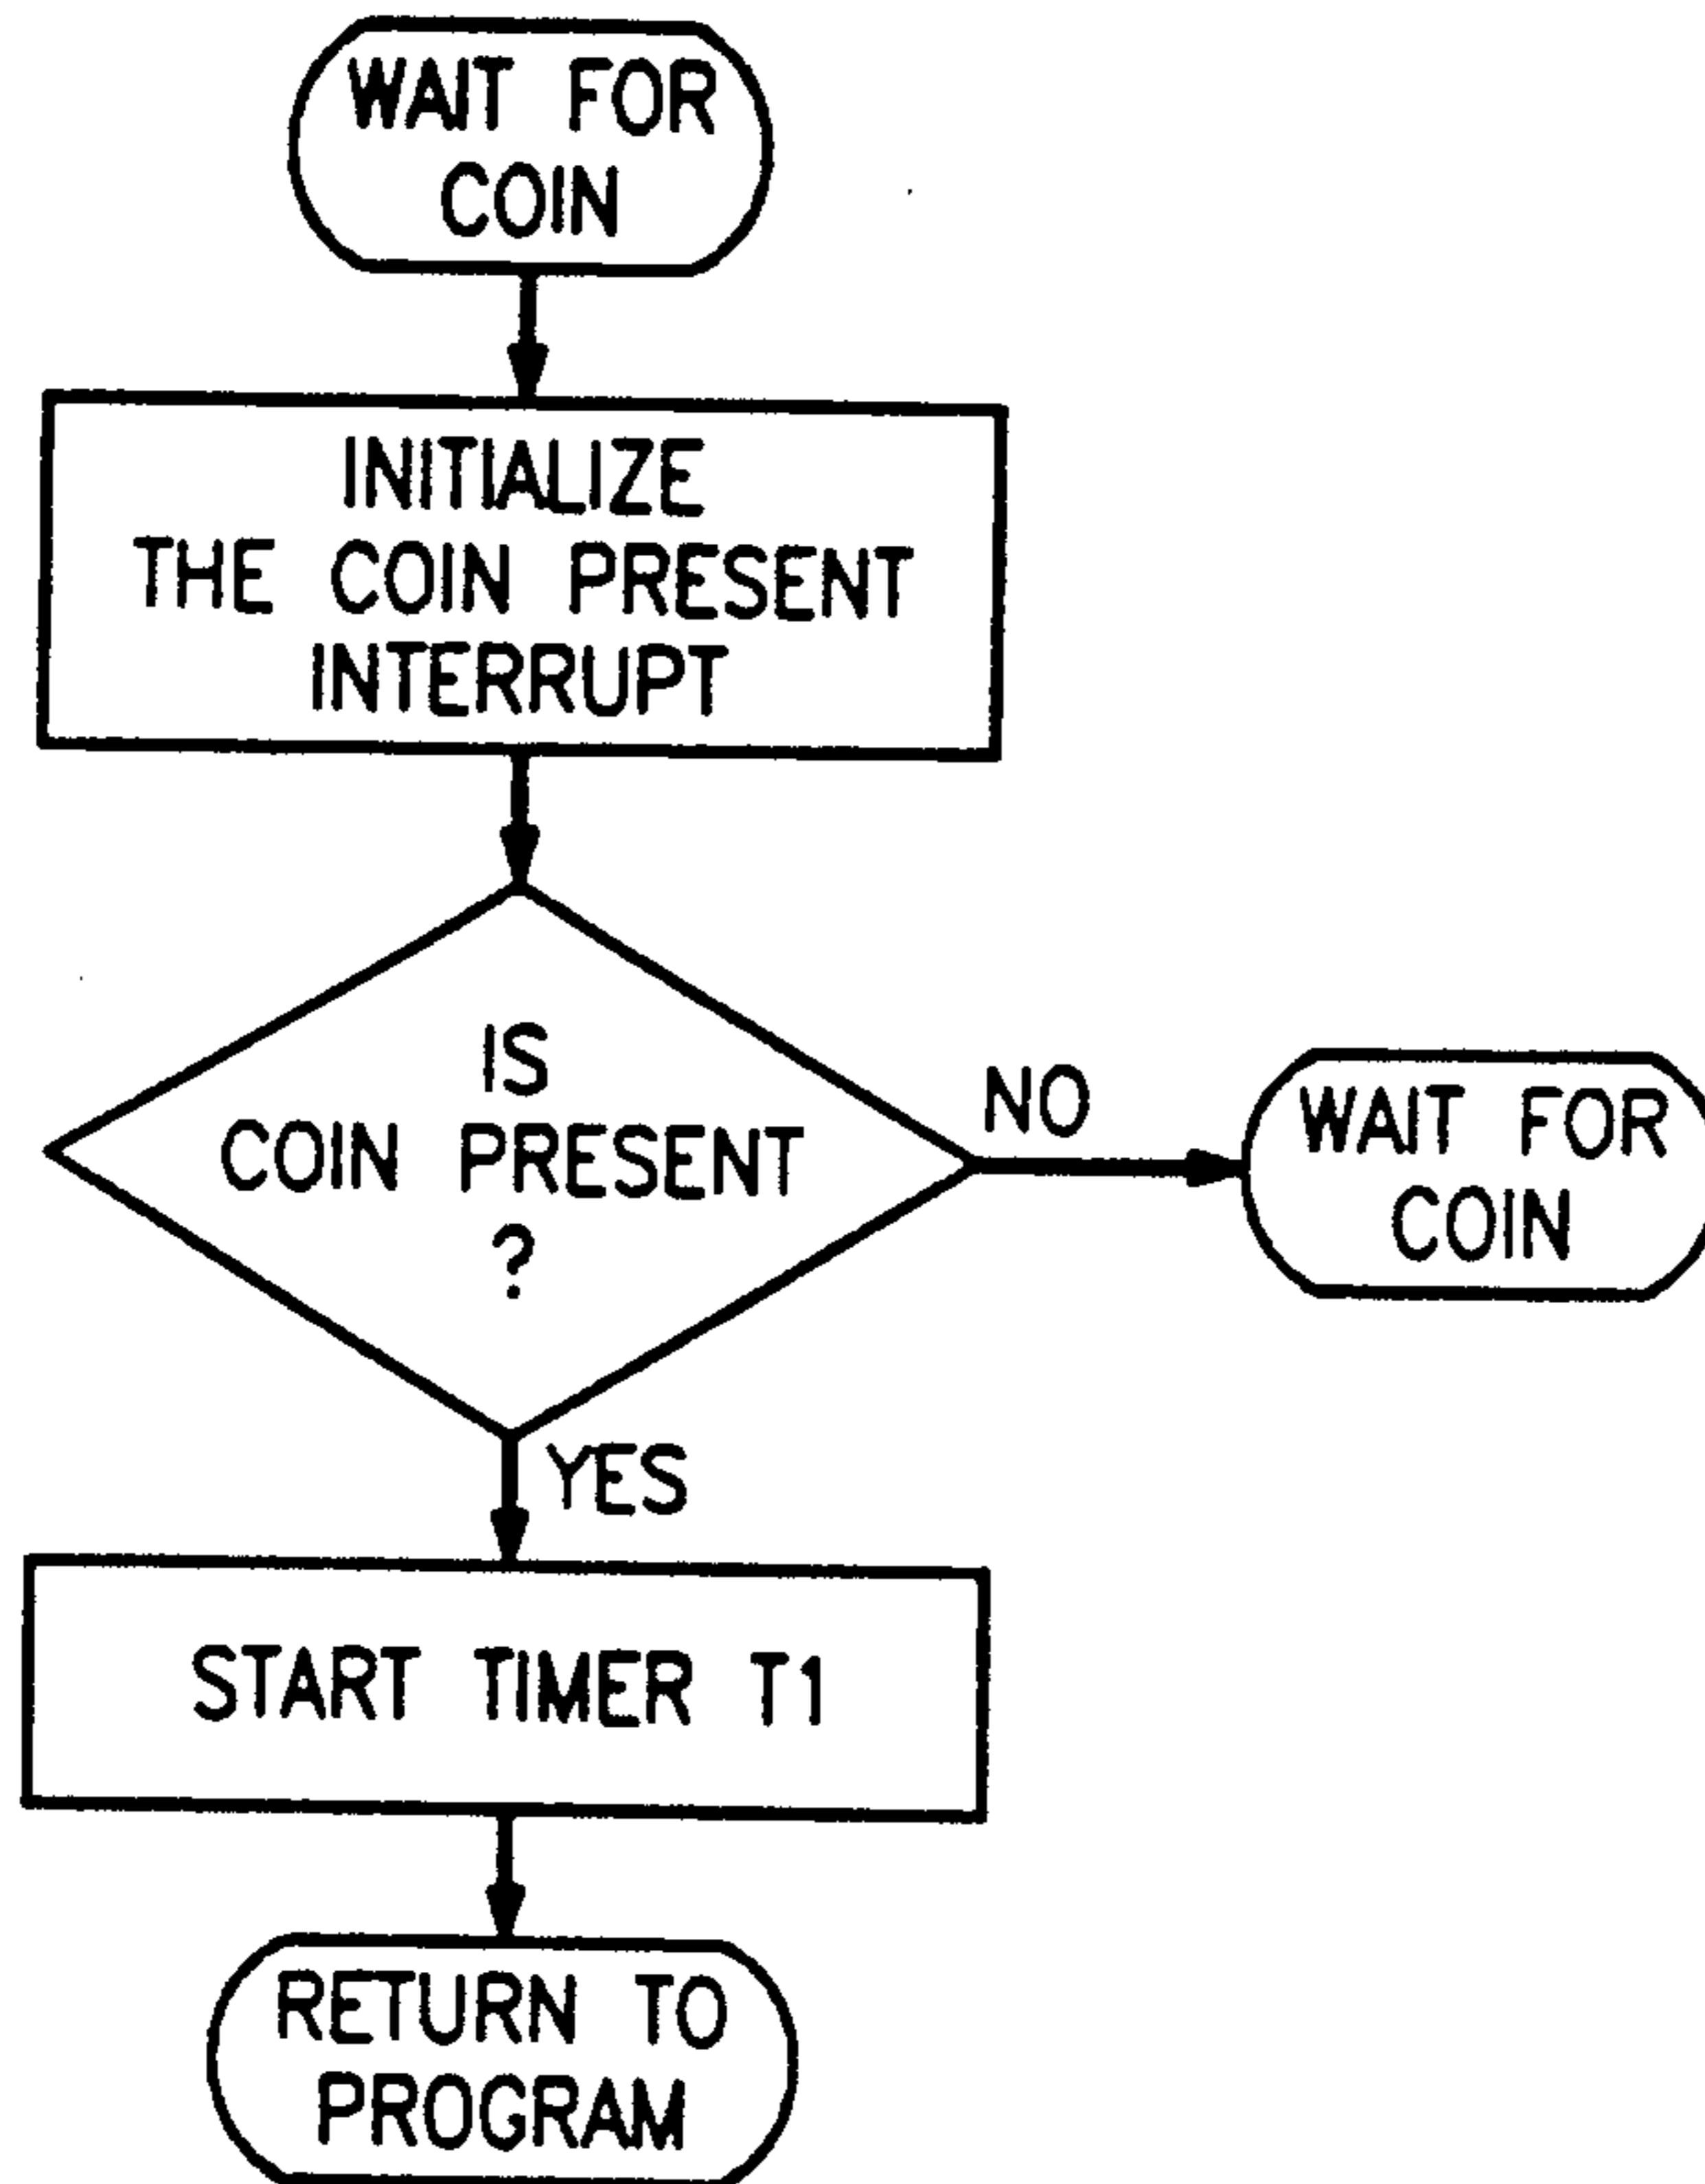 WAIT FOR
COIN
INITIALIZE
THE COIN PRESENT
INTERRUPT
IS
COIN PRESENT
?
NO
WAIT FOR
COIN
YES
START TIMER T1
RETURN TO
PROGRAM